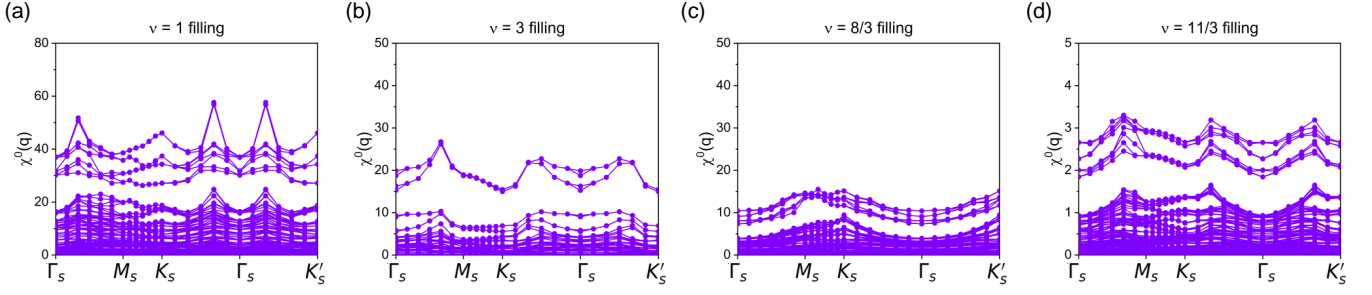 (a)
ν = 1 filling
χ⁰(q)
80
60
40
20
0
Γₛ Mₛ Kₛ Γₛ K'ₛ
(b)
ν = 3 filling
χ⁰(q)
50
40
30
20
10
0
Γₛ Mₛ Kₛ Γₛ K'ₛ
(c)
ν = 8/3 filling
χ⁰(q)
50
40
30
20
10
0
Γₛ Mₛ Kₛ Γₛ K'ₛ
(d)
ν = 11/3 filling
χ⁰(q)
5
4
3
2
1
0
Γₛ Mₛ Kₛ Γₛ K'ₛ